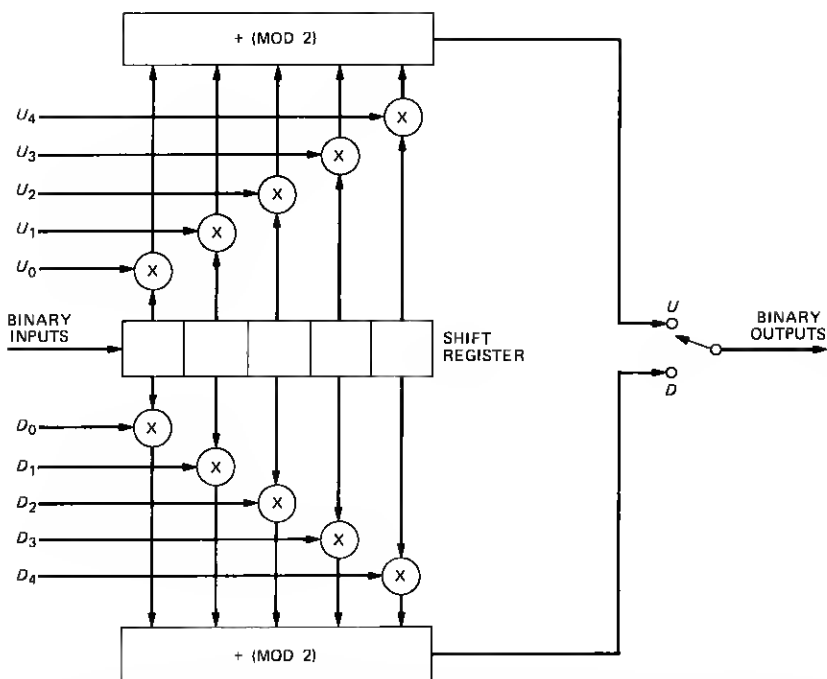 + (MOD 2)
U4
X
U3
X
U2
X
U1
X
U0
X
BINARY
INPUTS
SHIFT
REGISTER
U
D
BINARY
OUTPUTS
D0
X
D1
X
D2
X
D3
X
D4
X
+ (MOD 2)